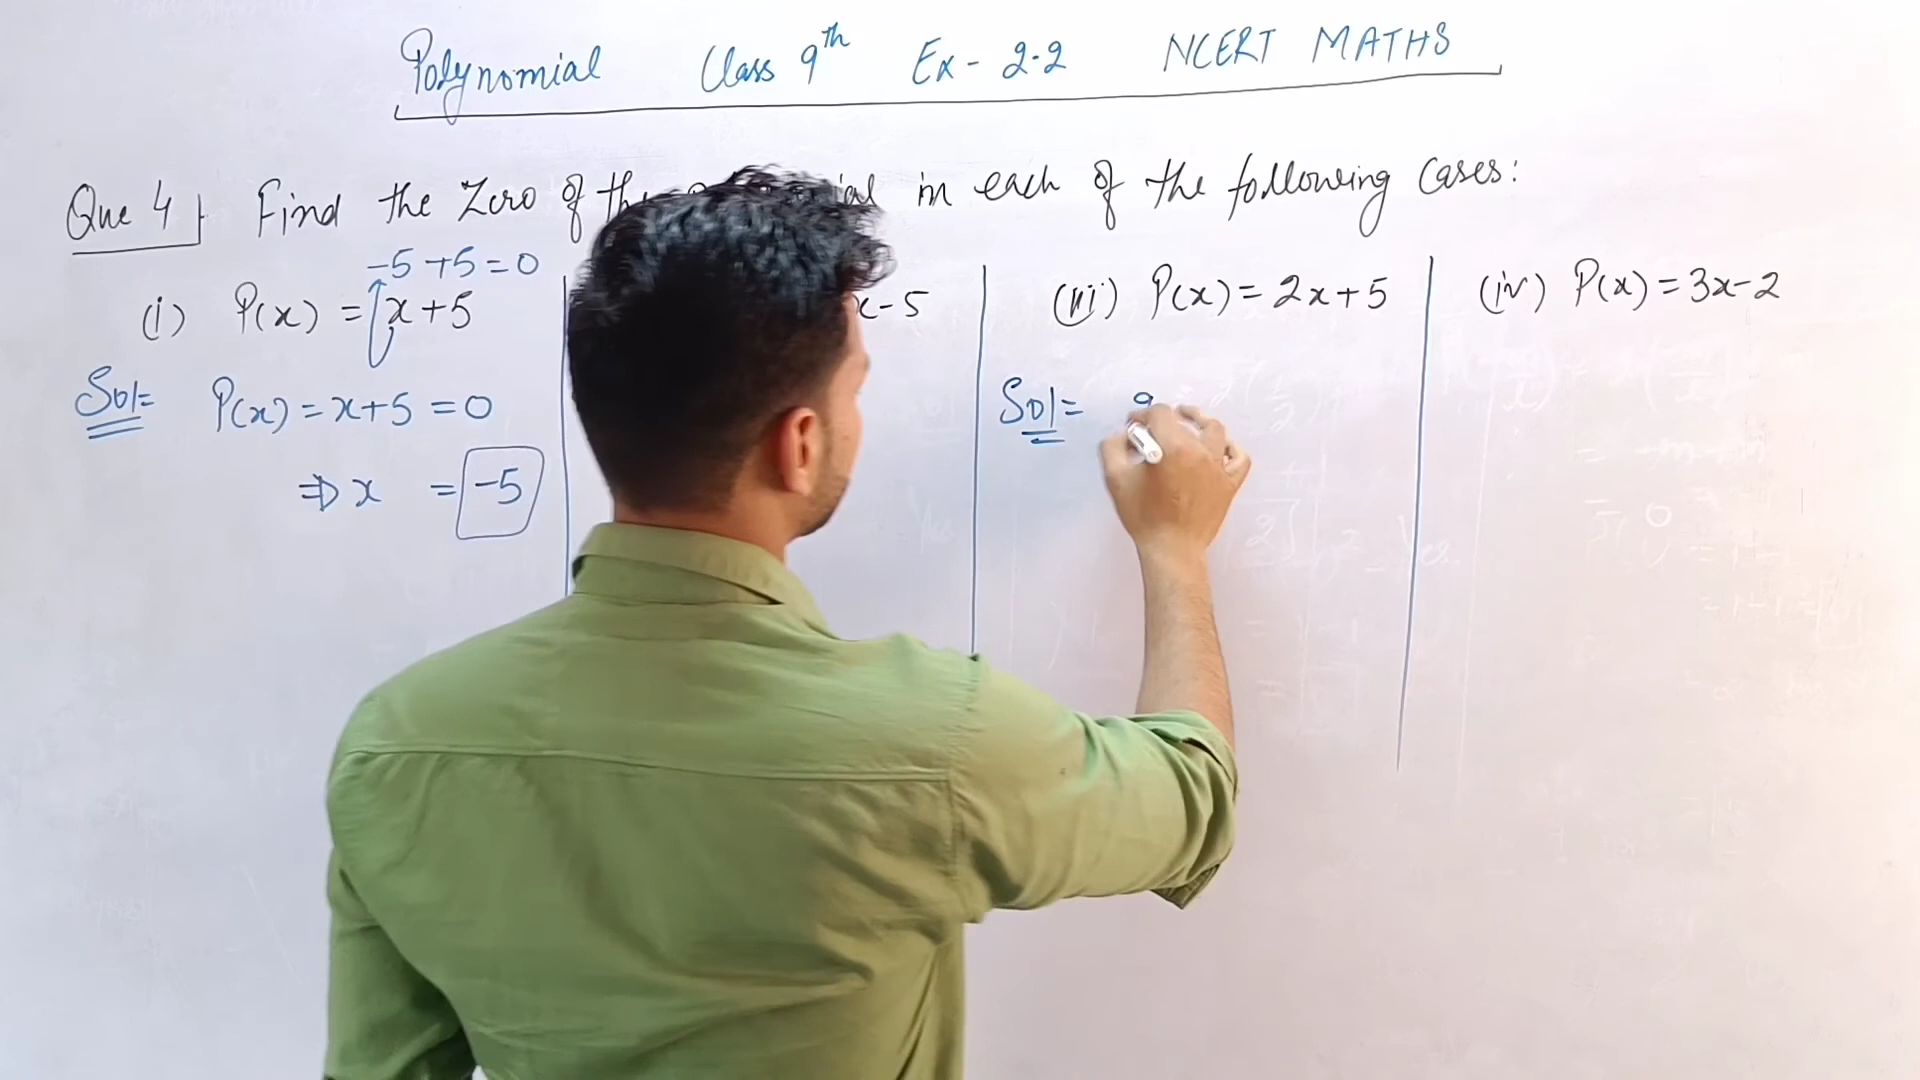 Polynomial Class 9th Ex- 2.2 NCERT MATHS
Que 4 Find the Zero of the in each of the following Cases:
-5+5=0
(i) P(x) = x+5
x-5
(iii) P(x) = 2x+5
(iv) P(x) = 3x-2
Sol= P(x) = x+5 = 0
⇒ x = -5
Sol=